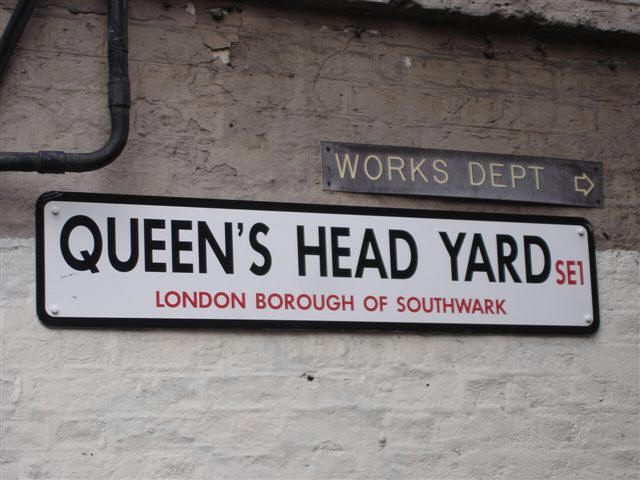 WORKS DEPT ⇨
QUEEN'S HEAD YARD SE1
LONDON BOROUGH OF SOUTHWARK